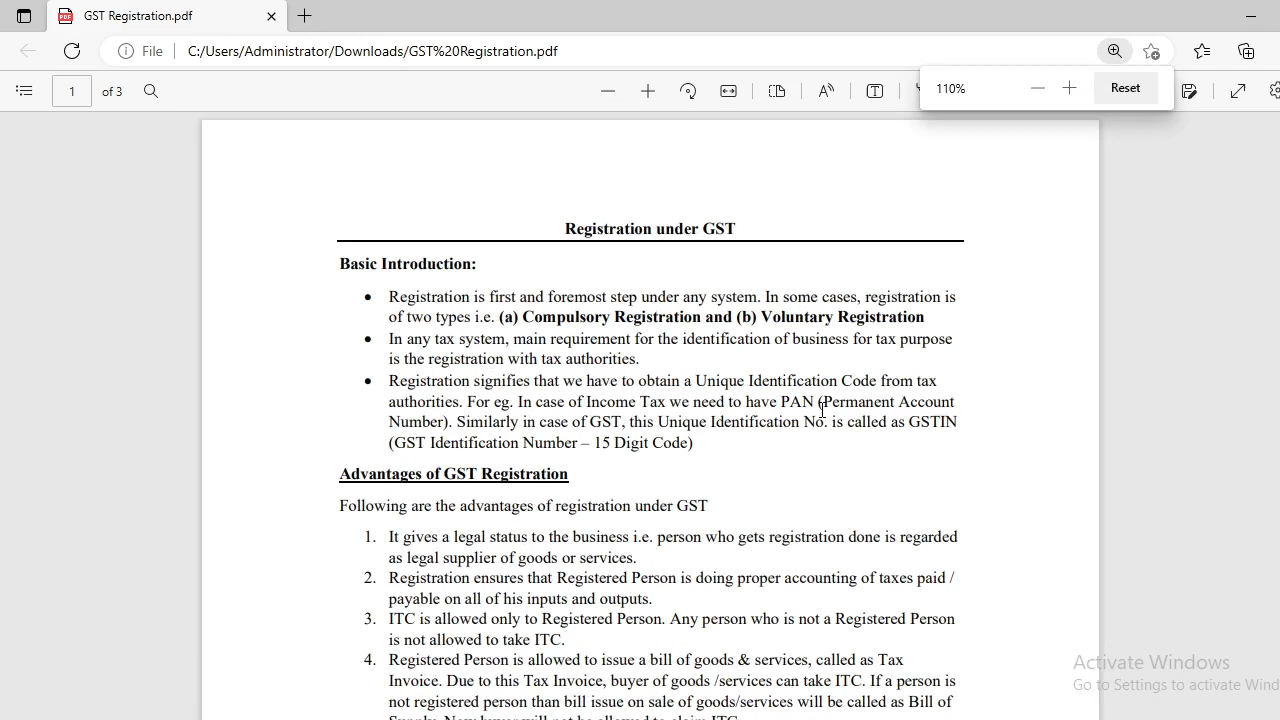 GST Registration.pdf
File
C:/Users/Administrator/Downloads/GST%20Registration.pdf
1 of 3
110%
Reset
Registration under GST
Basic Introduction:
• Registration is first and foremost step under any system. In some cases, registration is
of two types i.e. (a) Compulsory Registration and (b) Voluntary Registration
• In any tax system, main requirement for the identification of business for tax purpose
is the registration with tax authorities.
• Registration signifies that we have to obtain a Unique Identification Code from tax
authorities. For eg. In case of Income Tax we need to have PAN (Permanent Account
Number). Similarly in case of GST, this Unique Identification No. is called as GSTIN
(GST Identification Number – 15 Digit Code)
Advantages of GST Registration
Following are the advantages of registration under GST
1. It gives a legal status to the business i.e. person who gets registration done is regarded
as legal supplier of goods or services.
2. Registration ensures that Registered Person is doing proper accounting of taxes paid /
payable on all of his inputs and outputs.
3. ITC is allowed only to Registered Person. Any person who is not a Registered Person
is not allowed to take ITC.
4. Registered Person is allowed to issue a bill of goods & services, called as Tax
Invoice. Due to this Tax Invoice, buyer of goods /services can take ITC. If a person is
not registered person than bill issue on sale of goods/services will be called as Bill of
Activate Windows
Go to Settings to activate Wind